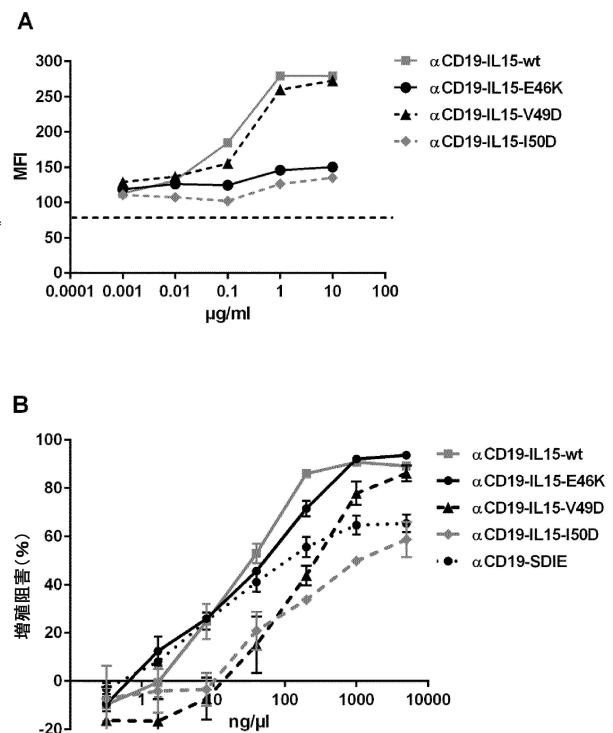 A
300
250
200
150
100
50
0
MFI
0.0001 0.001 0.01 0.1 1 10 100
µg/ml
αCD19-IL15-wt
αCD19-IL15-E46K
αCD19-IL15-V49D
αCD19-IL15-I50D
B
100
80
60
40
20
0
-20
増殖阻害(%)
1 10 100 1000 10000
ng/µl
αCD19-IL15-wt
αCD19-IL15-E46K
αCD19-IL15-V49D
αCD19-IL15-I50D
αCD19-SDIE